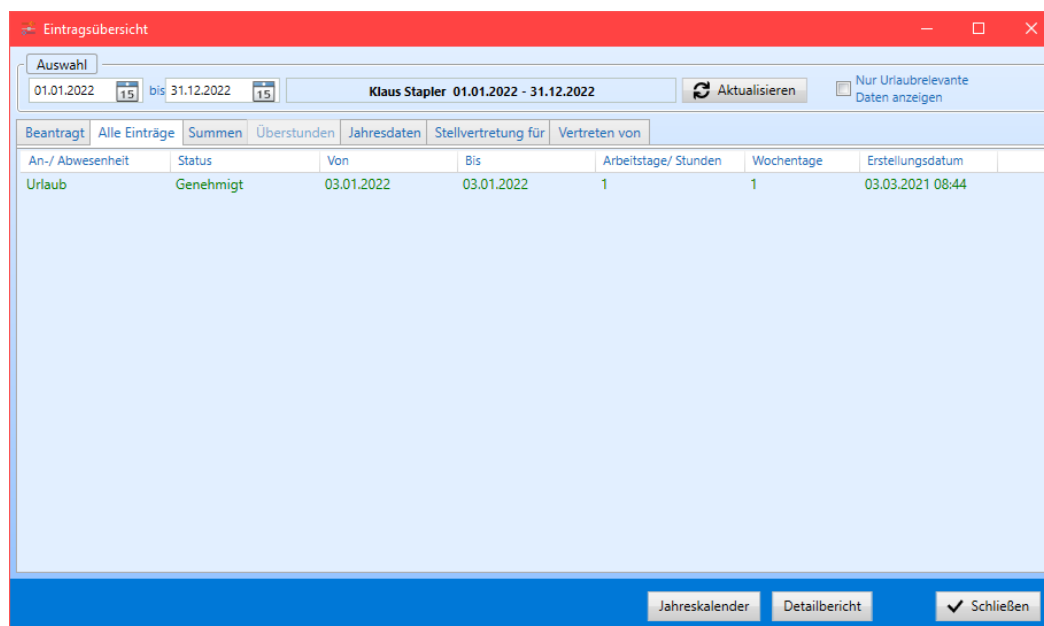 Eintragsübersicht
Auswahl
01.01.2022 15 bis 31.12.2022 15 Klaus Stapler 01.01.2022 - 31.12.2022 Aktualisieren Nur Urlaubrelevante
Daten anzeigen
Beantragt Alle Einträge Summen Überstunden Jahresdaten Stellvertretung für Vertreten von
An-/ Abwesenheit Status Von Bis Arbeitstage/ Stunden Wochentage Erstellungsdatum
Urlaub Genehmigt 03.01.2022 03.01.2022 1 1 03.03.2021 08:44
Jahreskalender Detailbericht Schließen